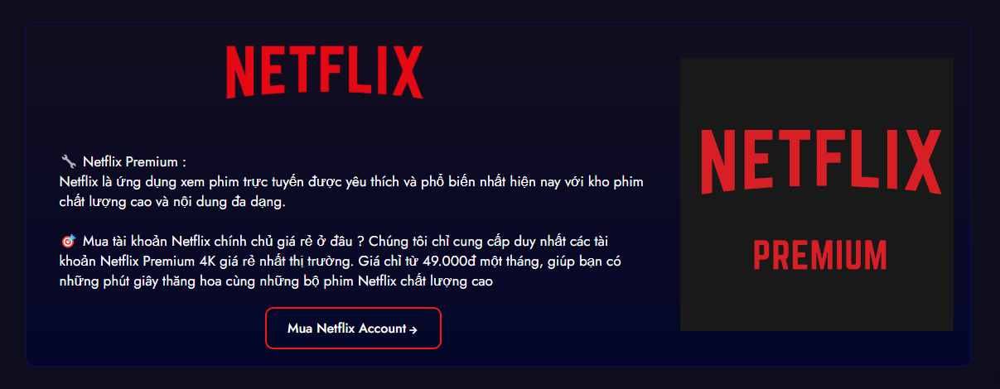 NETFLIX
🔧 Netflix Premium :
Netflix là ứng dụng xem phim trực tuyến được yêu thích và phổ biến nhất hiện nay với kho phim
chất lượng cao và nội dung đa dạng.
🎯 Mua tài khoản Netflix chính chủ giá rẻ ở đâu ? Chúng tôi chỉ cung cấp duy nhất các tài
khoản Netflix Premium 4K giá rẻ nhất thị trường. Giá chỉ từ 49.000đ một tháng, giúp bạn có
những phút giây thăng hoa cùng những bộ phim Netflix chất lượng cao
Mua Netflix Account →
NETFLIX
PREMIUM